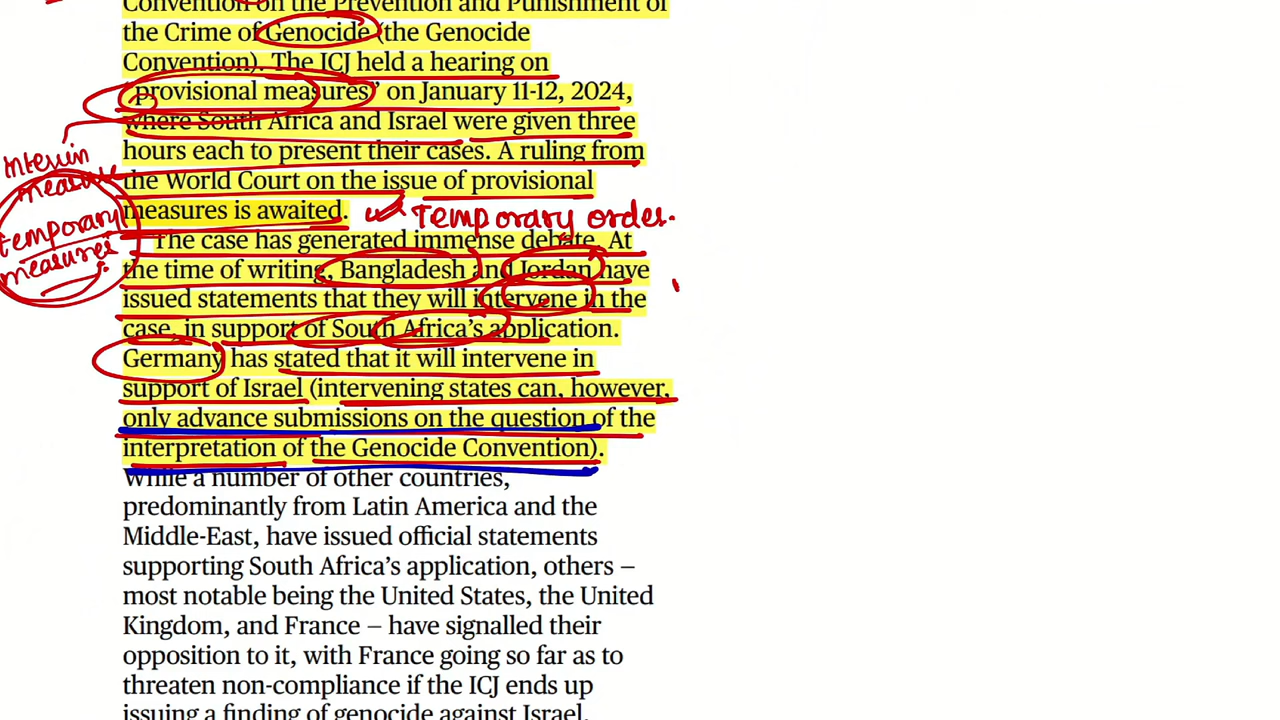 Convention on the Prevention and Punishment of
the Crime of Genocide (the Genocide
Convention). The ICJ held a hearing on
“provisional measures” on January 11-12, 2024,
where South Africa and Israel were given three
hours each to present their cases. A ruling from
the World Court on the issue of provisional
measures is awaited.
The case has generated immense debate. At
the time of writing, Bangladesh and Jordan have
issued statements that they will intervene in the
case, in support of South Africa’s application.
Germany has stated that it will intervene in
support of Israel (intervening states can, however,
only advance submissions on the question of the
interpretation of the Genocide Convention).
While a number of other countries,
predominantly from Latin America and the
Middle-East, have issued official statements
supporting South Africa’s application, others –
most notable being the United States, the United
Kingdom, and France – have signalled their
opposition to it, with France going so far as to
threaten non-compliance if the ICJ ends up
issuing a finding of genocide against Israel.
Interim
measure
temporary
measures
Temporary order.